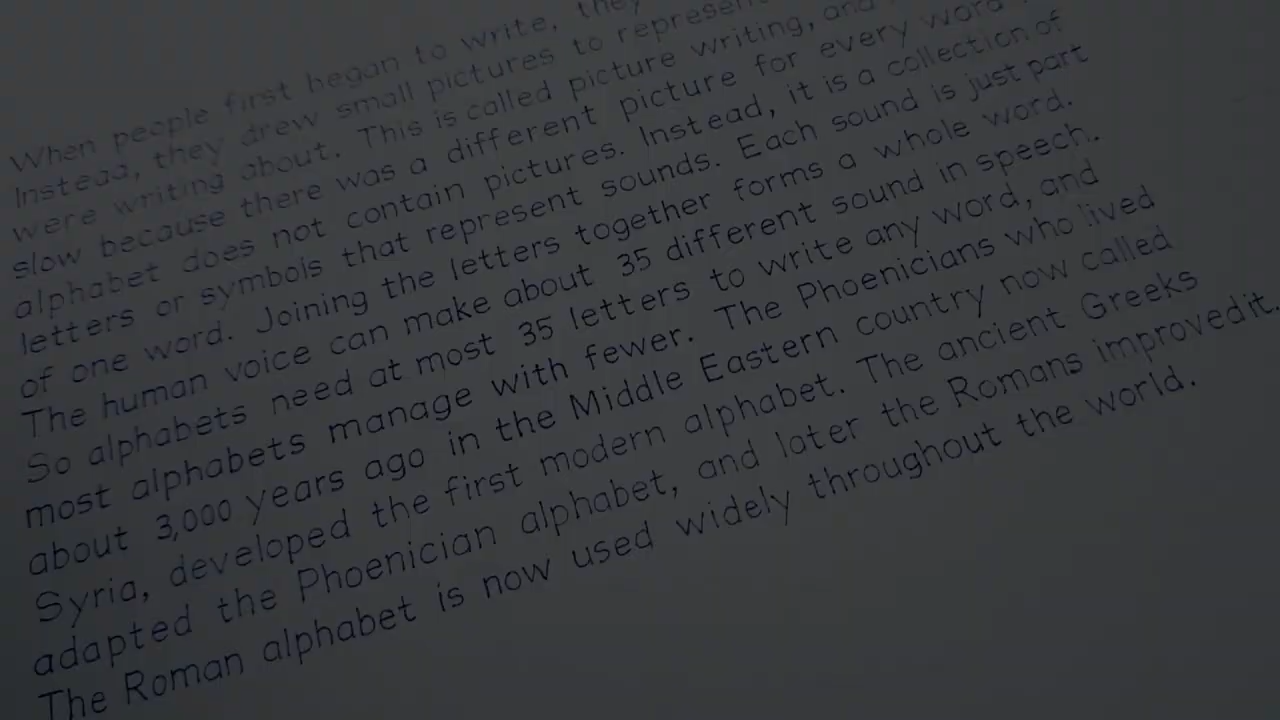 When people first began to write, they
Instead, they drew small pictures to represent
were writing about. This is called picture writing, and
slow because there was a different picture for every word
alphabet does not contain pictures. Instead, it is a collection of
letters or symbols that represent sounds. Each sound is just part
of one word. Joining the letters together forms a whole word.
The human voice can make about 35 different sound in speech.
So alphabets need at most 35 letters to write any word, and
most alphabets manage with fewer. The Phoenicians who lived
about 3,000 years ago in the Middle Eastern country now called
Syria, developed the first modern alphabet. The ancient Greeks
adapted the Phoenician alphabet, and later the Romans improved it.
The Roman alphabet is now used widely throughout the world.